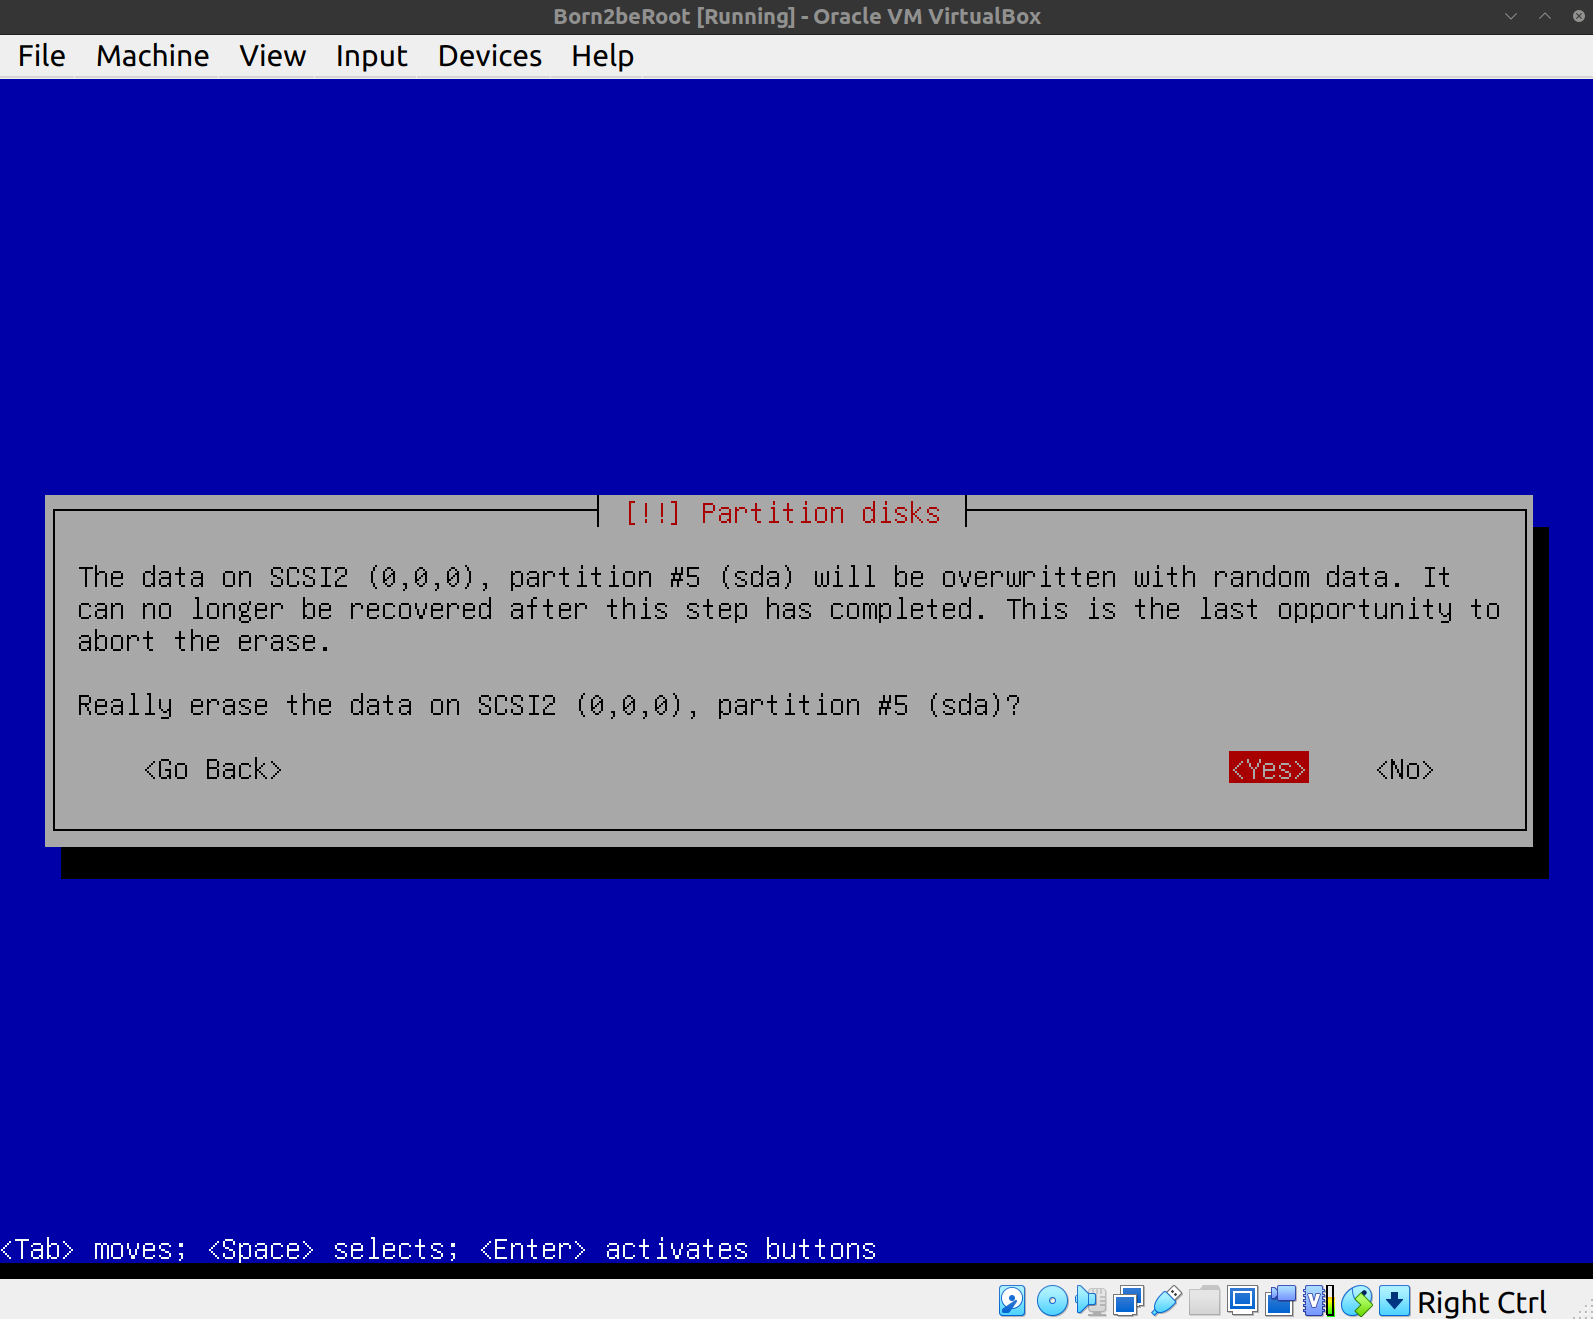 Born2beRoot [Running] - Oracle VM VirtualBox
File Machine View Input Devices Help
[!!] Partition disks
The data on SCSI2 (0,0,0), partition #5 (sda) will be overwritten with random data. It
can no longer be recovered after this step has completed. This is the last opportunity to
abort the erase.
Really erase the data on SCSI2 (0,0,0), partition #5 (sda)?
<Go Back> <Yes> <No>
<Tab> moves; <Space> selects; <Enter> activates buttons
Right Ctrl